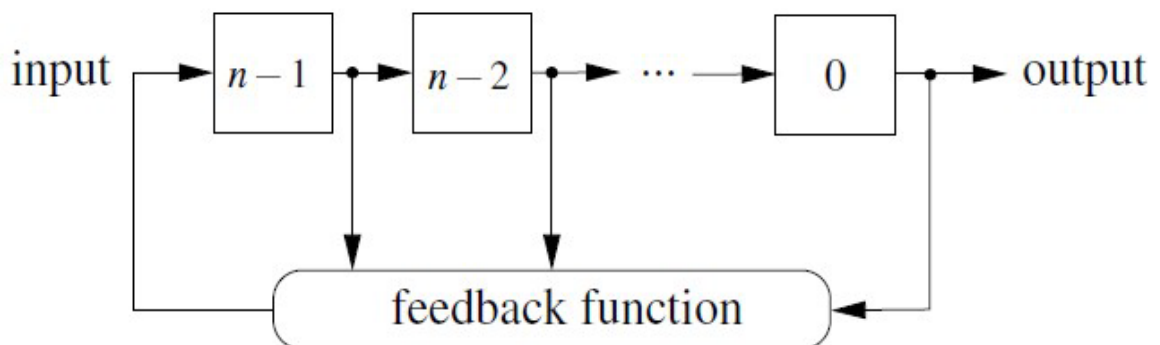 input n − 1 n − 2 ... 0 output
feedback function